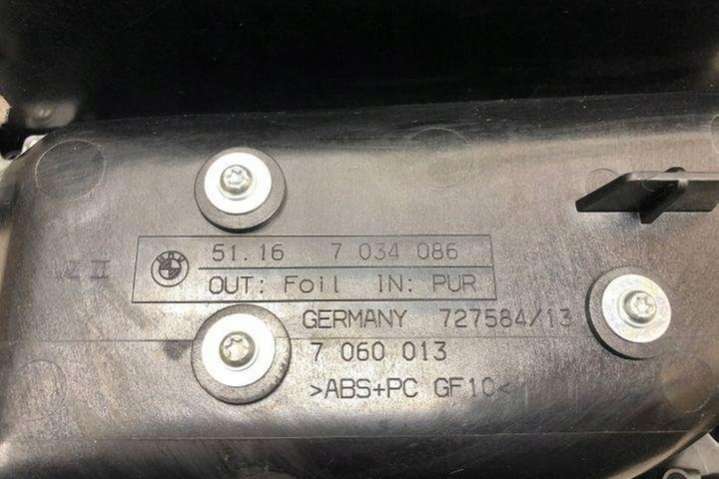 51.16 7 034 086
OUT: Foil IN: PUR
GERMANY 727584/13
7 060 013
>ABS+PC GF10<